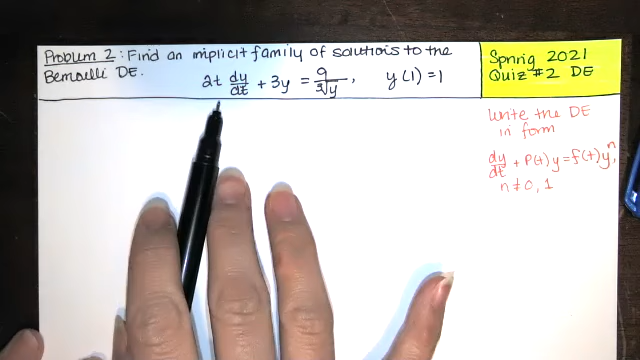 Problem 2: Find an implicit family of solutions to the
Bernoulli DE.
2t dy/dt + 3y = 9/∛y, y(1) = 1
Spring 2021
Quiz #2 DE
Write the DE
in form
dy/dt + P(t)y = f(t)y^n,
n ≠ 0, 1